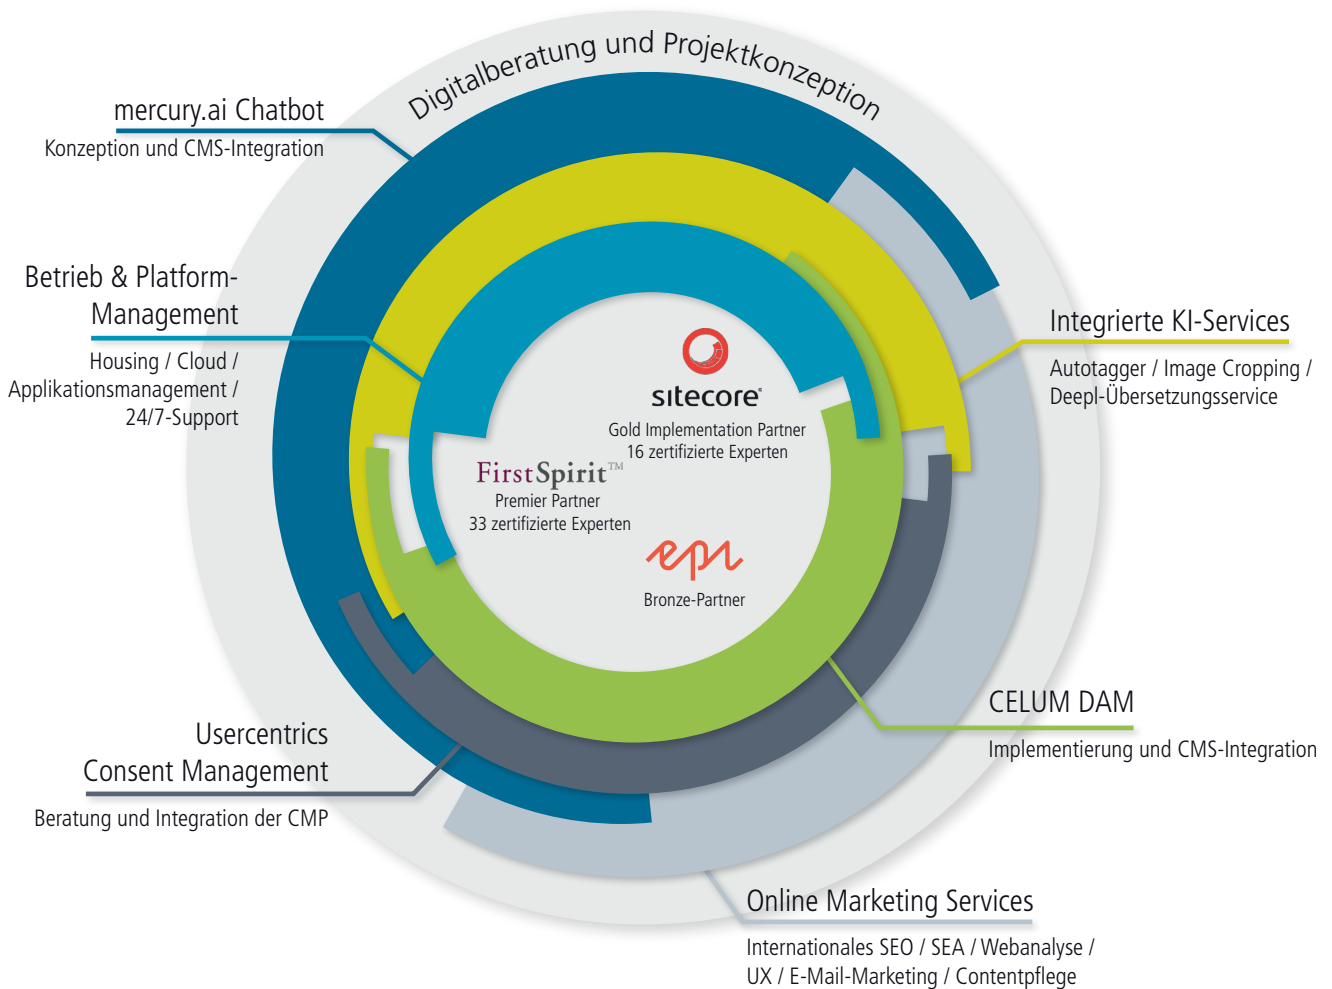 Digitalberatung und Projektkonzeption
mercury.ai Chatbot
Konzeption und CMS-Integration
Betrieb & Platform-
Management
Housing / Cloud /
Applikationsmanagement /
24/7-Support
Integrierte KI-Services
Autotagger / Image Cropping /
Deepl-Übersetzungsservice
sitecore®
Gold Implementation Partner
16 zertifizierte Experten
FirstSpirit™
Premier Partner
33 zertifizierte Experten
epi
Bronze-Partner
CELUM DAM
Implementierung und CMS-Integration
Usercentrics
Consent Management
Beratung und Integration der CMP
Online Marketing Services
Internationales SEO / SEA / Webanalyse /
UX / E-Mail-Marketing / Contentpflege